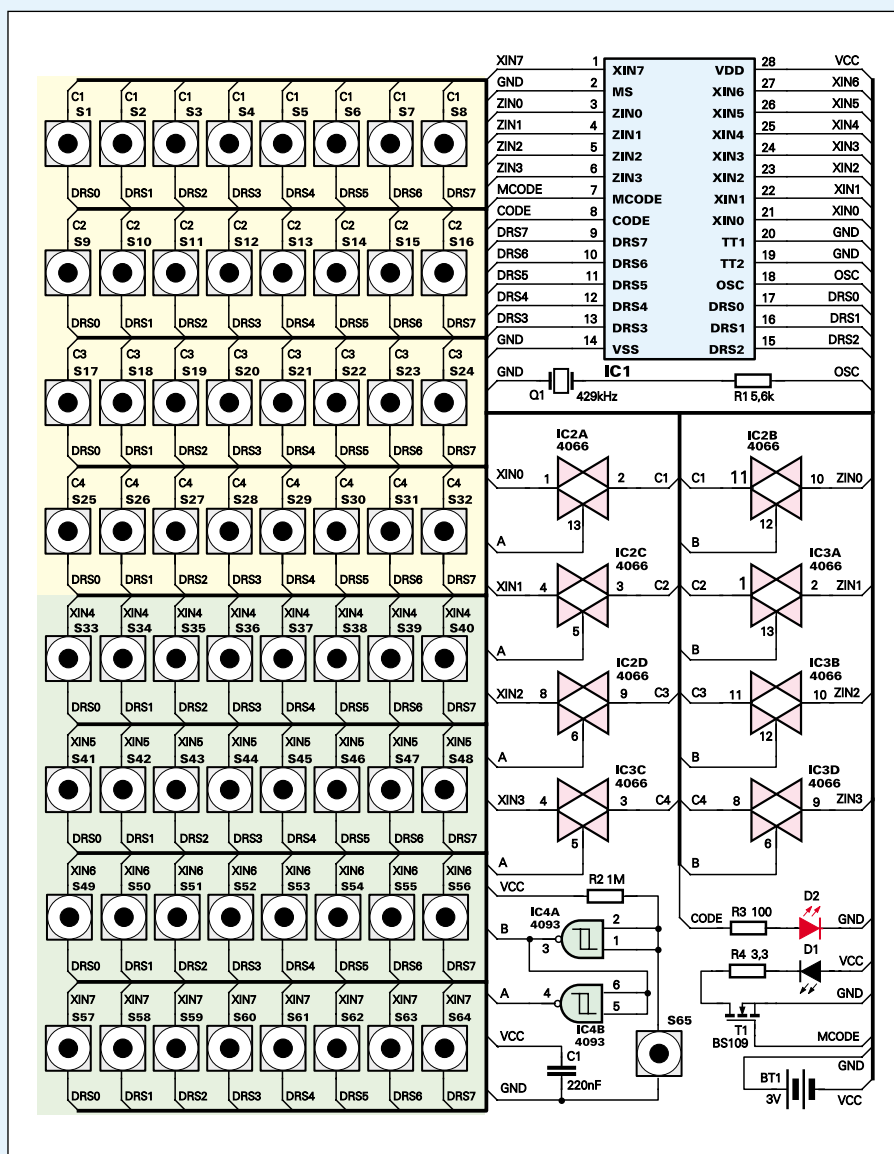 C1 C1 C1 C1 C1 C1 C1 C1
S1 S2 S3 S4 S5 S6 S7 S8
DRS0 DRS1 DRS2 DRS3 DRS4 DRS5 DRS6 DRS7
C2 C2 C2 C2 C2 C2 C2 C2
S9 S10 S11 S12 S13 S14 S15 S16
DRS0 DRS1 DRS2 DRS3 DRS4 DRS5 DRS6 DRS7
C3 C3 C3 C3 C3 C3 C3 C3
S17 S18 S19 S20 S21 S22 S23 S24
DRS0 DRS1 DRS2 DRS3 DRS4 DRS5 DRS6 DRS7
C4 C4 C4 C4 C4 C4 C4 C4
S25 S26 S27 S28 S29 S30 S31 S32
DRS0 DRS1 DRS2 DRS3 DRS4 DRS5 DRS6 DRS7
XIN4 XIN4 XIN4 XIN4 XIN4 XIN4 XIN4 XIN4
S33 S34 S35 S36 S37 S38 S39 S40
DRS0 DRS1 DRS2 DRS3 DRS4 DRS5 DRS6 DRS7
XIN5 XIN5 XIN5 XIN5 XIN5 XIN5 XIN5 XIN5
S41 S42 S43 S44 S45 S46 S47 S48
DRS0 DRS1 DRS2 DRS3 DRS4 DRS5 DRS6 DRS7
XIN6 XIN6 XIN6 XIN6 XIN6 XIN6 XIN6 XIN6
S49 S50 S51 S52 S53 S54 S55 S56
DRS0 DRS1 DRS2 DRS3 DRS4 DRS5 DRS6 DRS7
XIN7 XIN7 XIN7 XIN7 XIN7 XIN7 XIN7 XIN7
S57 S58 S59 S60 S61 S62 S63 S64
DRS0 DRS1 DRS2 DRS3 DRS4 DRS5 DRS6 DRS7
XIN7 1 XIN7 VDD 28 VCC
GND 2 MS XIN6 27 XIN6
ZIN0 3 ZIN0 XIN5 26 XIN5
ZIN1 4 ZIN1 XIN4 25 XIN4
ZIN2 5 ZIN2 XIN3 24 XIN3
ZIN3 6 ZIN3 XIN2 23 XIN2
MCODE 7 MCODE XIN1 22 XIN1
CODE 8 CODE XIN0 21 XIN0
DRS7 9 DRS7 TT1 20 GND
DRS6 10 DRS6 TT2 19 GND
DRS5 11 DRS5 OSC 18 OSC
DRS4 12 DRS4 DRS0 17 DRS0
DRS3 13 DRS3 DRS1 16 DRS1
GND 14 VSS DRS2 15 DRS2
IC1
GND Q1 429kHz R1 5,6k OSC
IC2A
4066
XIN0 1 2 C1
13
A
IC2B
4066
C1 11 10 ZIN0
12
B
IC2C
4066
XIN1 4 3 C2
5
A
IC3A
4066
C2 1 2 ZIN1
13
B
IC2D
4066
XIN2 8 9 C3
6
A
IC3B
4066
C3 11 10 ZIN2
12
B
IC3C
4066
XIN3 4 3 C4
5
A
IC3D
4066
C4 8 9 ZIN3
6
B
VCC R2 1M
IC4A
4093
B 3 2
1
A 4 6
5
IC4B
4093
S65
VCC
C1
220nF
GND
CODE R3 100 D2 GND
R4 3,3 D1 VCC
GND
T1
BS109
MCODE
GND
BT1
3V
VCC